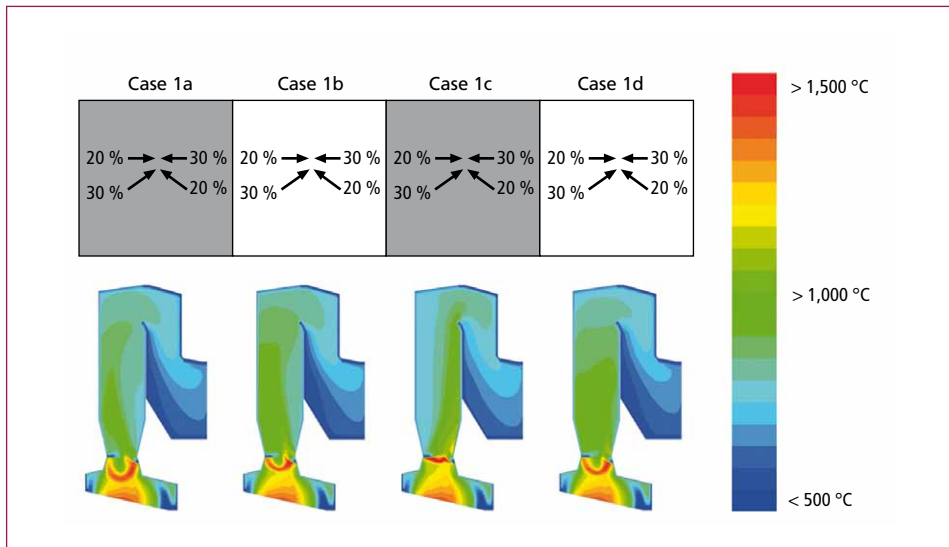 Case 1a Case 1b Case 1c Case 1d
> 1,500 °C
20 % 30 % 20 % 30 % 20 % 30 % 20 % 30 %
30 % 20 % 30 % 20 % 30 % 20 % 30 % 20 %
> 1,000 °C
< 500 °C